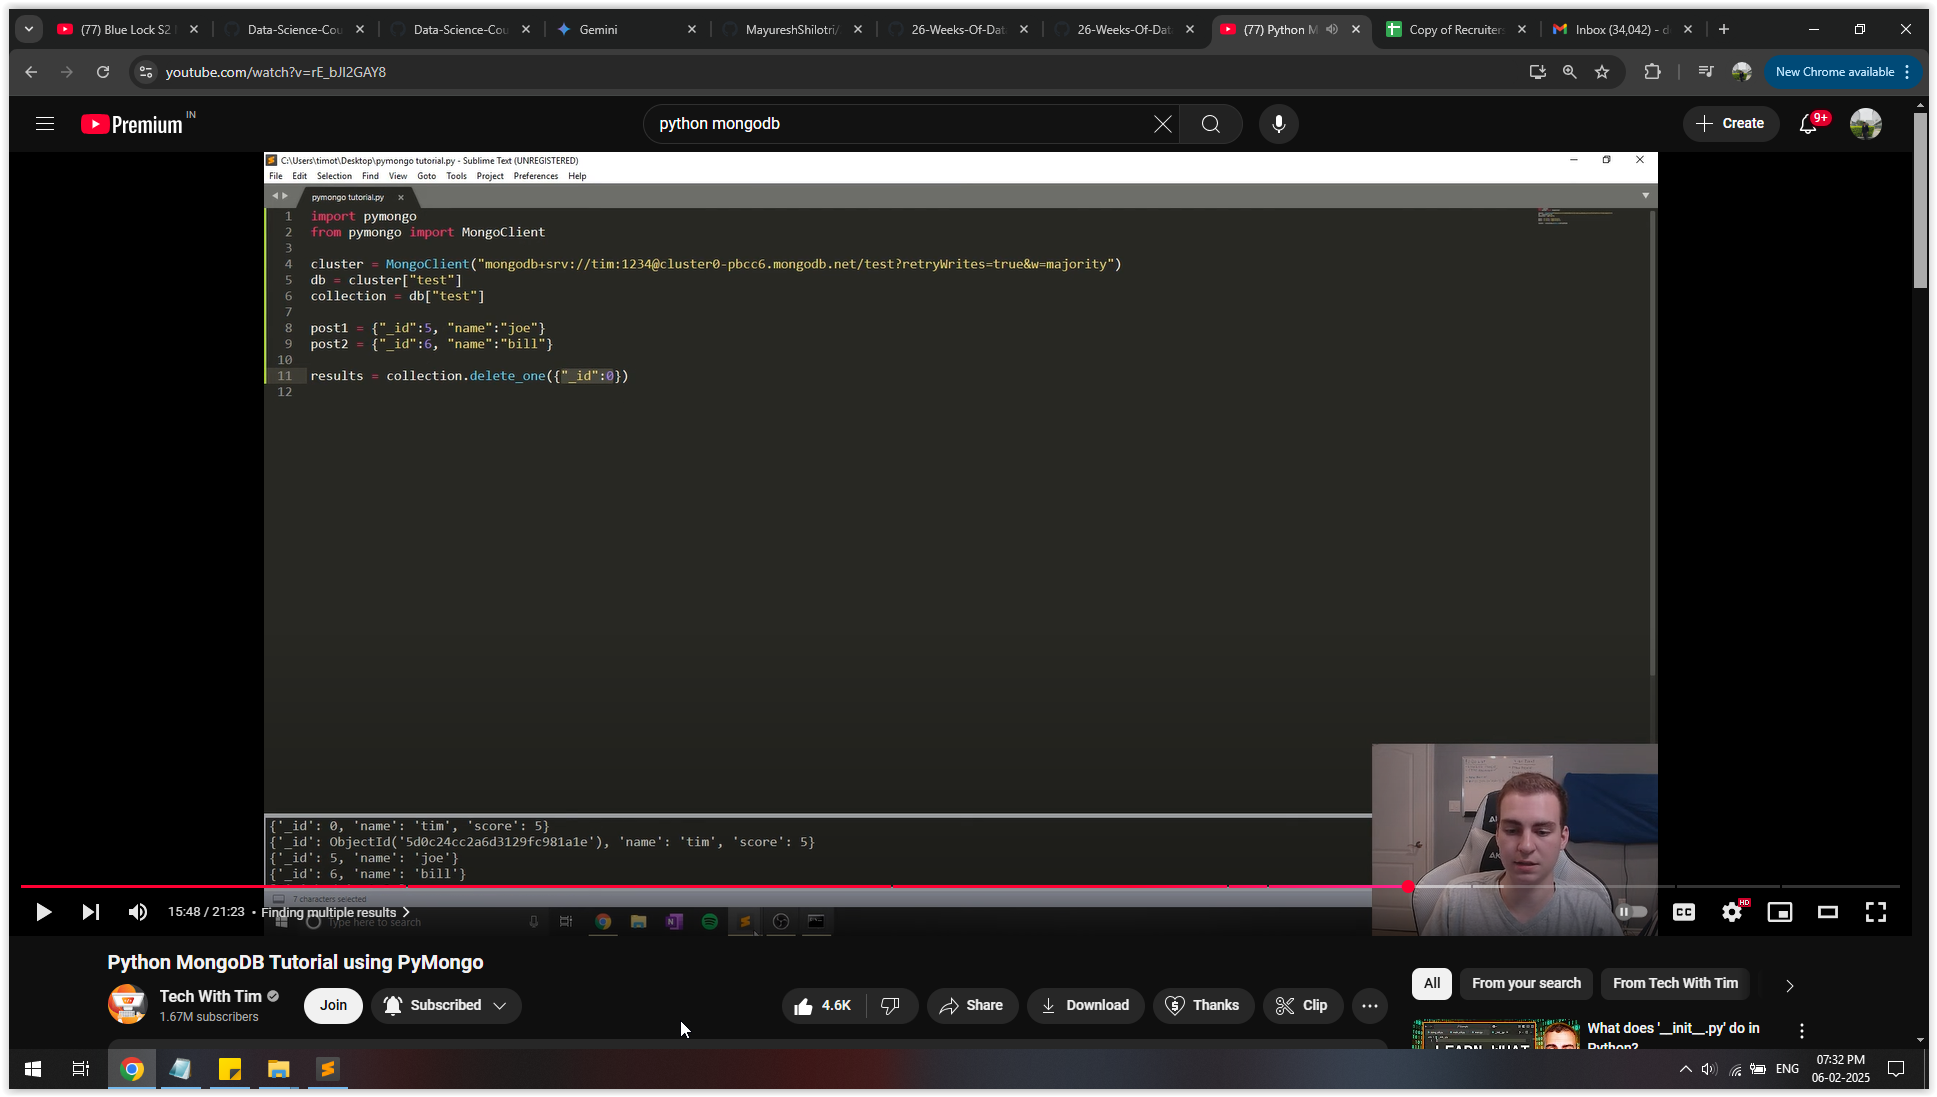 (77) Blue Lock S2
Data-Science-Cou
Data-Science-Cou
Gemini
MayureshShilotri/
26-Weeks-Of-Dat
26-Weeks-Of-Dat
(77) Python M
Copy of Recruiter
Inbox (34,042) - d
youtube.com/watch?v=rE_bJl2GAY8
New Chrome available
Premium IN
python mongodb
Create
9+
C:\Users\timot\Desktop\pymongo tutorial.py - Sublime Text (UNREGISTERED)
File Edit Selection Find View Goto Tools Project Preferences Help
pymongo tutorial.py
1 import pymongo
2 from pymongo import MongoClient
3
4 cluster = MongoClient("mongodb+srv://tim:1234@cluster0-pbcc6.mongodb.net/test?retryWrites=true&w=majority")
5 db = cluster["test"]
6 collection = db["test"]
7
8 post1 = {"_id":5, "name":"joe"}
9 post2 = {"_id":6, "name":"bill"}
10
11 results = collection.delete_one({"_id":0})
12
{'_id': 0, 'name': 'tim', 'score': 5}
{'_id': ObjectId('5d0c24cc2a6d3129fc981a1e'), 'name': 'tim', 'score': 5}
{'_id': 5, 'name': 'joe'}
{'_id': 6, 'name': 'bill'}
7 characters selected
Type here to search
15:48 / 21:23 • Finding multiple results
CC
HD
Python MongoDB Tutorial using PyMongo
Tech With Tim
1.67M subscribers
Join
Subscribed
4.6K
Share
Download
Thanks
Clip
All
From your search
From Tech With Tim
What does '__init__.py' do in
Python?
LEARN WHAT
ENG
07:32 PM
06-02-2025